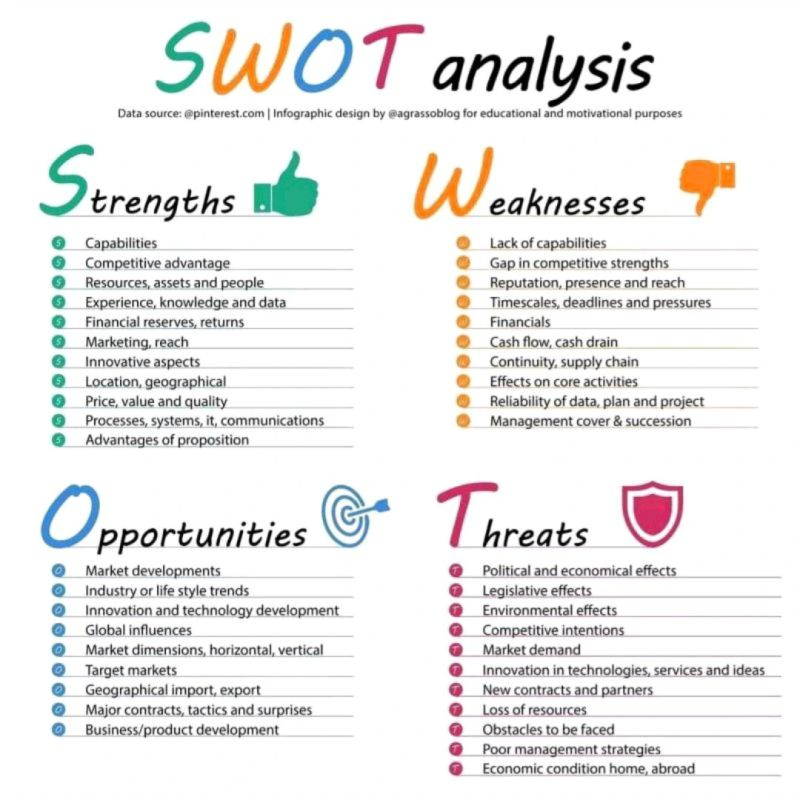 SWOT analysis
Data source: @pinterest.com | Infographic design by @agrassoblog for educational and motivational purposes
Strengths
S Capabilities
S Competitive advantage
S Resources, assets and people
S Experience, knowledge and data
S Financial reserves, returns
S Marketing, reach
S Innovative aspects
S Location, geographical
S Price, value and quality
S Processes, systems, it, communications
S Advantages of proposition
Weaknesses
W Lack of capabilities
W Gap in competitive strengths
W Reputation, presence and reach
W Timescales, deadlines and pressures
W Financials
W Cash flow, cash drain
W Continuity, supply chain
W Effects on core activities
W Reliability of data, plan and project
W Management cover & succession
Opportunities
O Market developments
O Industry or life style trends
O Innovation and technology development
O Global influences
O Market dimensions, horizontal, vertical
O Target markets
O Geographical import, export
O Major contracts, tactics and surprises
O Business/product development
Threats
T Political and economical effects
T Legislative effects
T Environmental effects
T Competitive intentions
T Market demand
T Innovation in technologies, services and ideas
T New contracts and partners
T Loss of resources
T Obstacles to be faced
T Poor management strategies
T Economic condition home, abroad